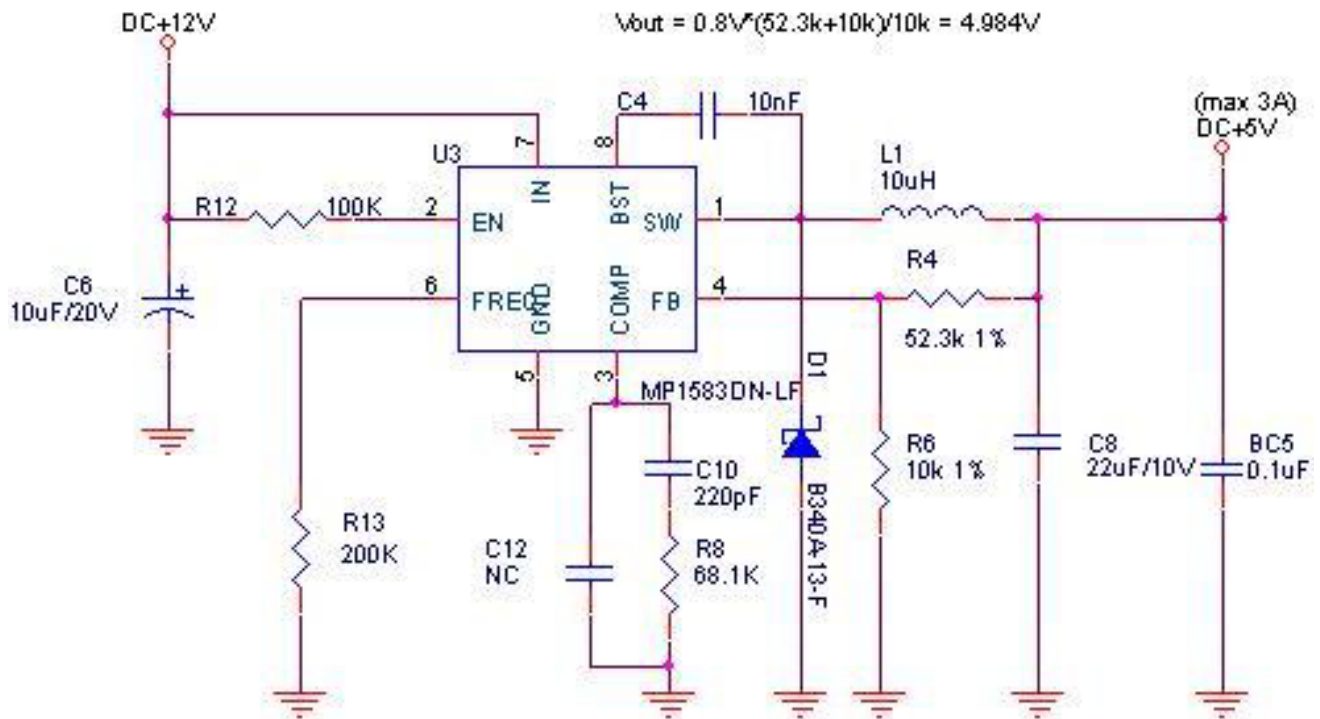 Vout = 0.8V*(52.3k+10k)/10k = 4.984V
DC+12V
(max 3A)
DC+5V
C4
10nF
7
8
U3
IN
BST
L1
10uH
R12
100K
2
EN
SW
1
C6
10uF/20V
6
FREQ
GND
COMP
FB
4
R4
52.3k 1%
5
3
MP1583DN-LF
D1
B340A-13-F
R6
10k 1%
C8
22uF/10V
BC5
0.1uF
C10
220pF
R13
200K
C12
NC
R8
68.1K